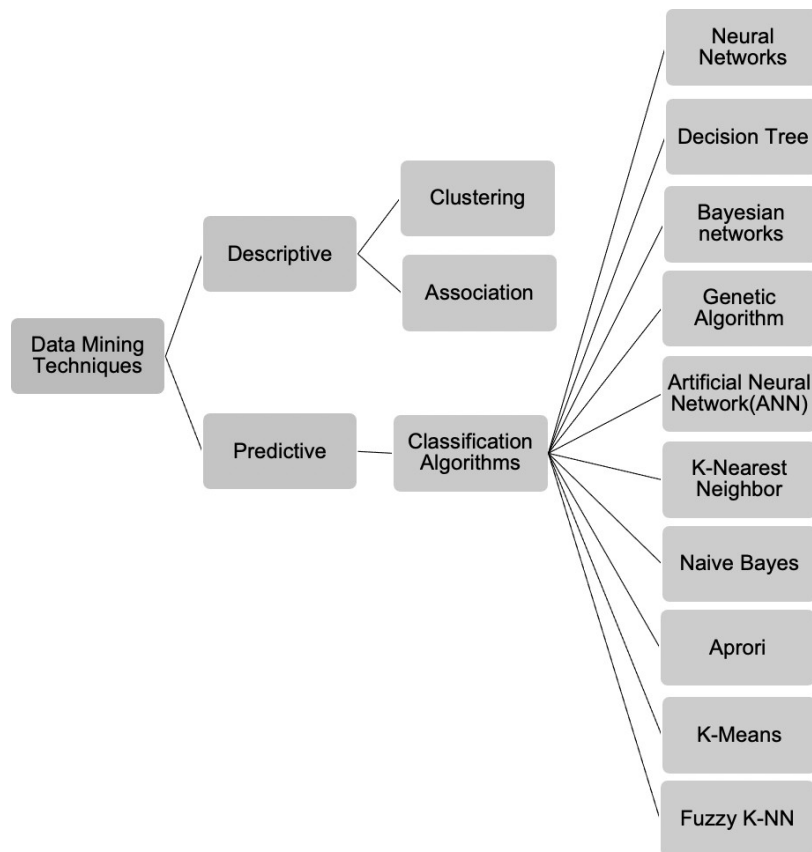 Data Mining
Techniques
Descriptive
Clustering
Association
Predictive
Classification
Algorithms
Neural
Networks
Decision Tree
Bayesian
networks
Genetic
Algorithm
Artificial Neural
Network(ANN)
K-Nearest
Neighbor
Naive Bayes
Aprori
K-Means
Fuzzy K-NN